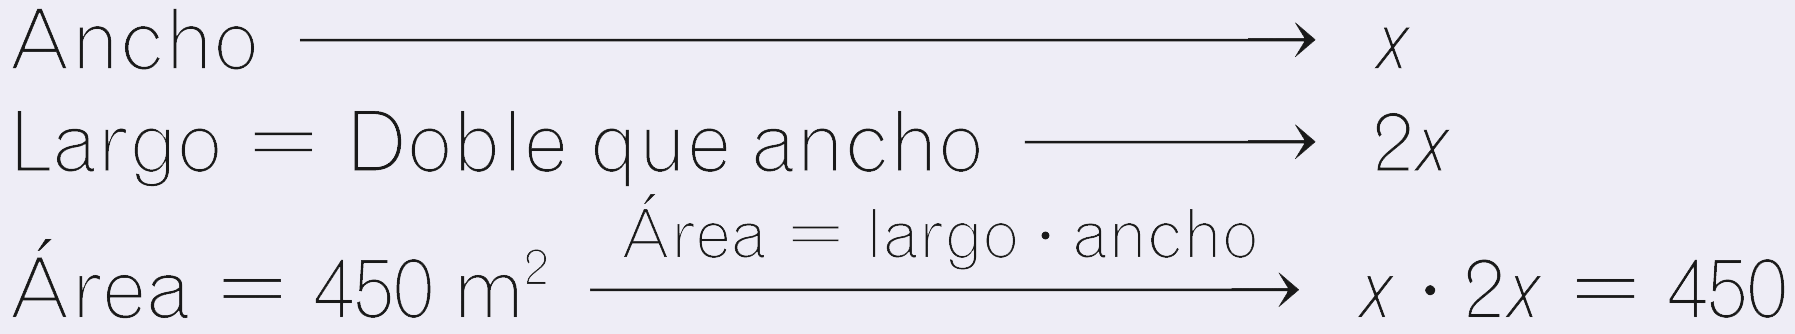 Ancho → x
Largo = Doble que ancho → 2x
Área = largo · ancho
Área = 450 m² → x · 2x = 450